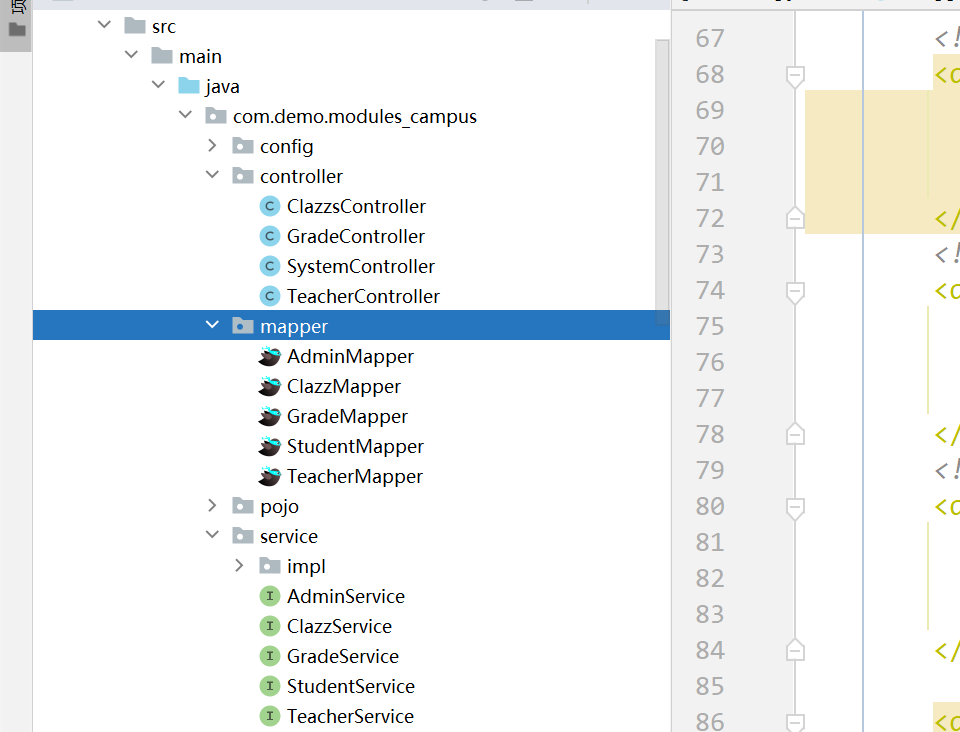 src
main
java
com.demo.modules_campus
config
controller
ClazzsController
GradeController
SystemController
TeacherController
mapper
AdminMapper
ClazzMapper
GradeMapper
StudentMapper
TeacherMapper
pojo
service
impl
AdminService
ClazzService
GradeService
StudentService
TeacherService
67 <!
68 <d
69
70
71
72 </
73 <!
74 <d
75
76
77
78 </
79 <!
80 <d
81
82
83
84 </
85
86 <d